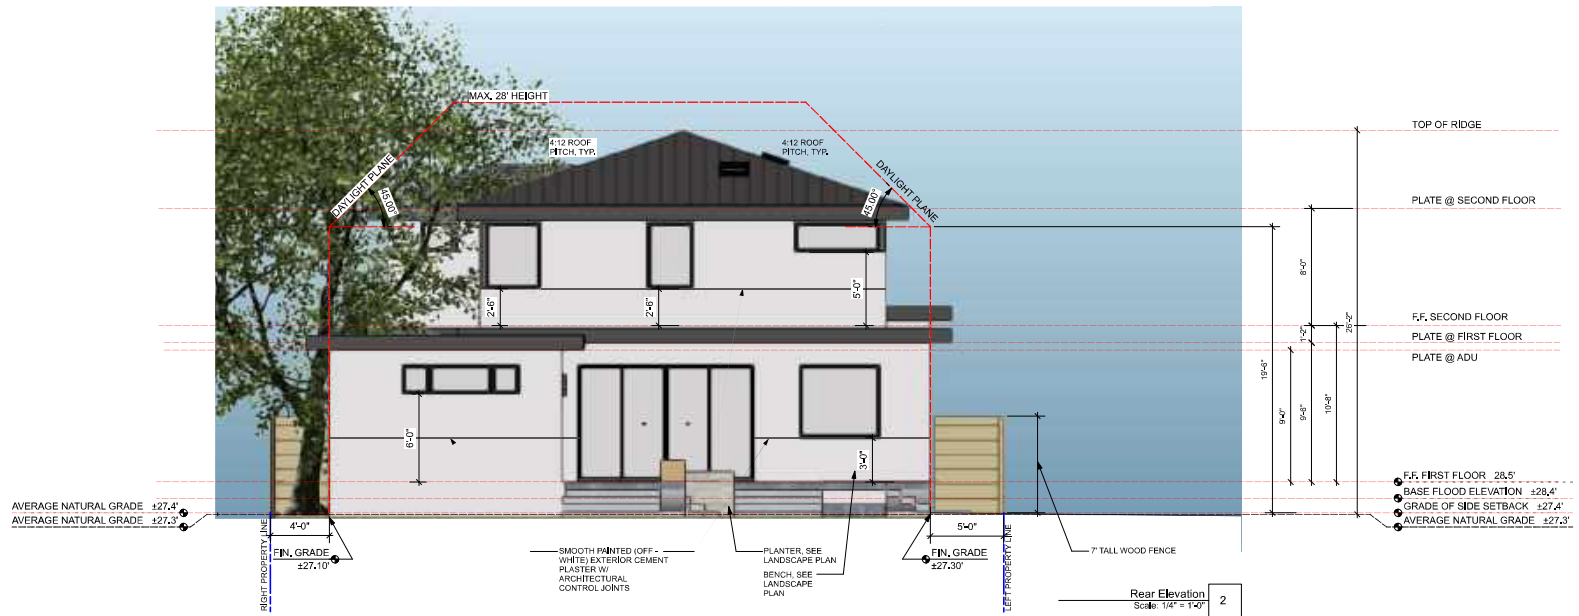 MAX. 28' HEIGHT
4:12 ROOF
PITCH, TYP.
4:12 ROOF
PITCH, TYP.
DAYLIGHT PLANE
45.00°
DAYLIGHT PLANE
45.00°
TOP OF RIDGE
PLATE @ SECOND FLOOR
F.F. SECOND FLOOR
PLATE @ FIRST FLOOR
PLATE @ ADU
8'-0"
1'-2"
26'-2"
19'-6"
9'-0"
9'-6"
10'-8"
2'-6"
2'-6"
5'-0"
6'-0"
3'-0"
F.F. FIRST FLOOR 28.5'
BASE FLOOD ELEVATION ±28.4'
GRADE OF SIDE SETBACK ±27.4'
AVERAGE NATURAL GRADE ±27.3'
AVERAGE NATURAL GRADE ±27.4'
AVERAGE NATURAL GRADE ±27.3'
4'-0"
5'-0"
RIGHT PROPERTY LINE
FIN. GRADE
±27.10'
SMOOTH PAINTED (OFF -
WHITE) EXTERIOR CEMENT
PLASTER W/
ARCHITECTURAL
CONTROL JOINTS
PLANTER, SEE
LANDSCAPE PLAN
BENCH, SEE
LANDSCAPE
PLAN
FIN. GRADE
±27.30'
LEFT PROPERTY LINE
7' TALL WOOD FENCE
Rear Elevation
Scale: 1/4" = 1'-0"
2